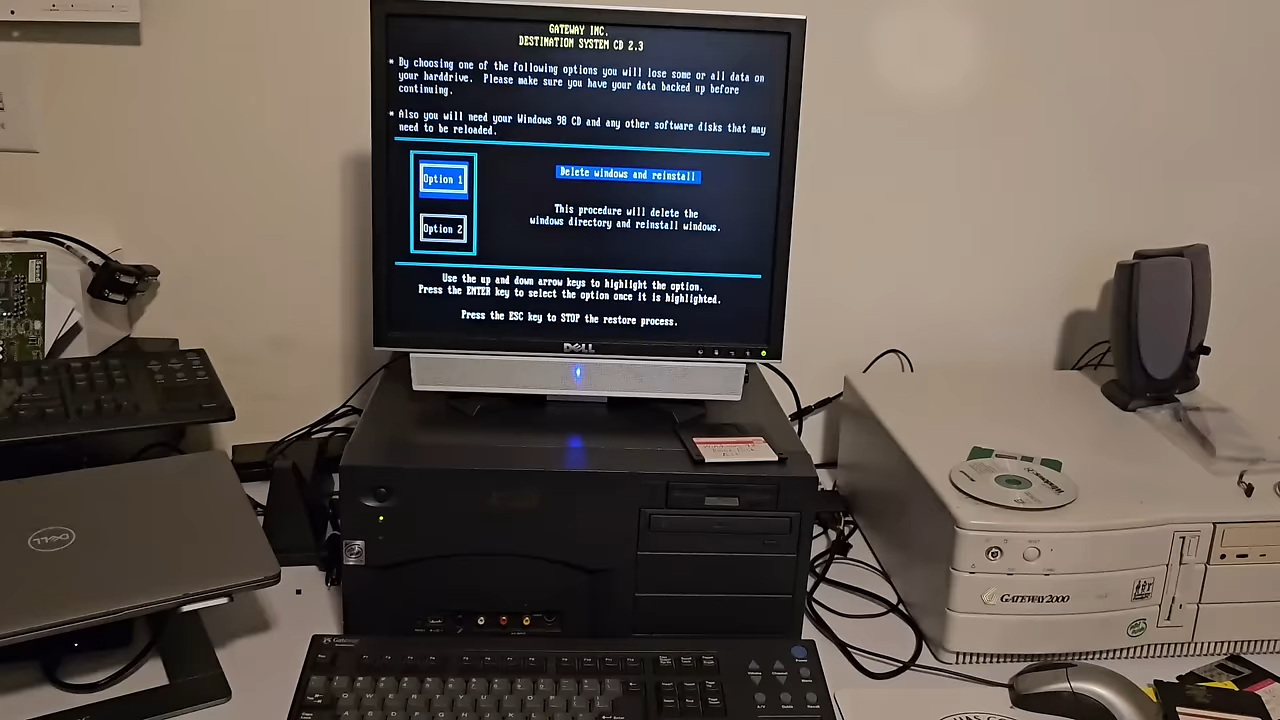 GATEWAY INC.
DESTINATION SYSTEM CD 2.3
* By choosing one of the following options you will lose some or all data on
your harddrive. Please make sure you have your data backed up before
continuing.
* Also you will need your Windows 98 CD and any other software disks that may
need to be reloaded.
Option 1
Delete windows and reinstall
This procedure will delete the
windows directory and reinstall windows.
Option 2
Use the up and down arrow keys to highlight the option.
Press the ENTER key to select the option once it is highlighted.
Press the ESC key to STOP the restore process.
DELL
DELL
GATEWAY2000
Gateway
Q W E R T Y U I O P
A S D F G H J K L